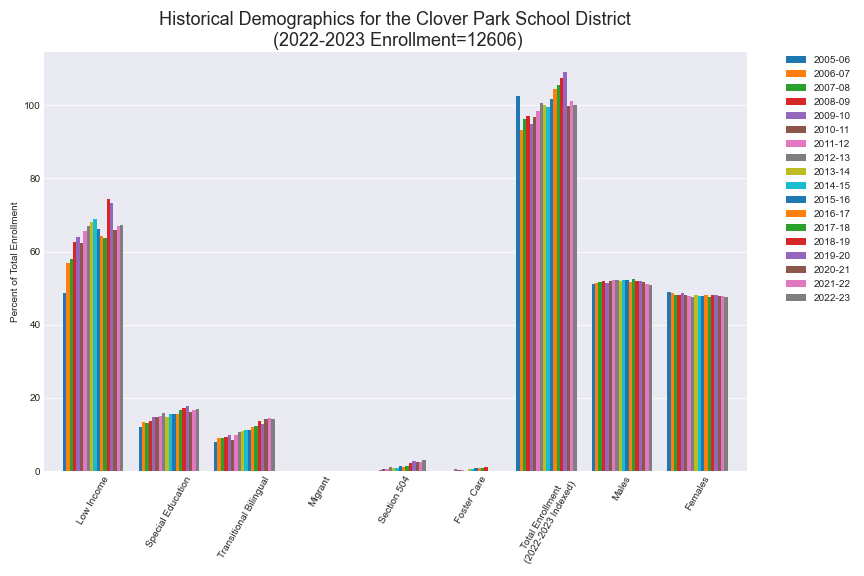 Historical Demographics for the Clover Park School District
(2022-2023 Enrollment=12606)
Percent of Total Enrollment
100
80
60
40
20
0
Low Income
Special Education
Transitional Bilingual
Migrant
Section 504
Foster Care
Total Enrollment
(2022-2023 Indexed)
Males
Females
2005-06
2006-07
2007-08
2008-09
2009-10
2010-11
2011-12
2012-13
2013-14
2014-15
2015-16
2016-17
2017-18
2018-19
2019-20
2020-21
2021-22
2022-23